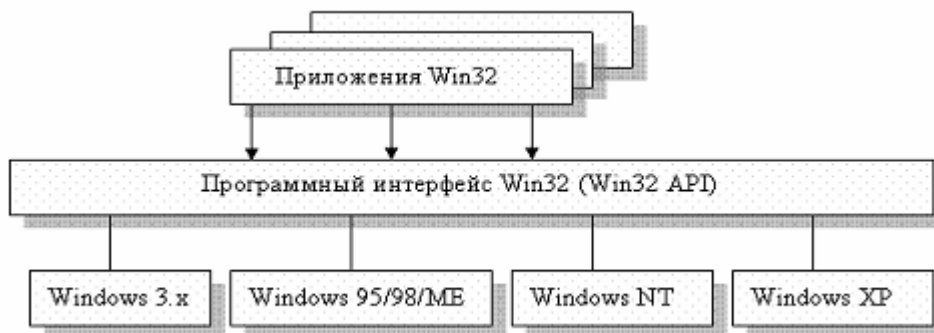 Приложения Win32
Программный интерфейс Win32 (Win32 API)
Windows 3.x
Windows 95/98/ME
Windows NT
Windows XP